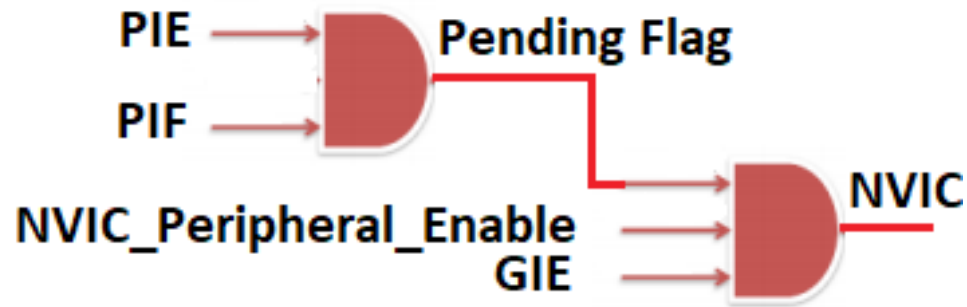 PIE
Pending Flag
PIF
NVIC
NVIC_Peripheral_Enable
GIE